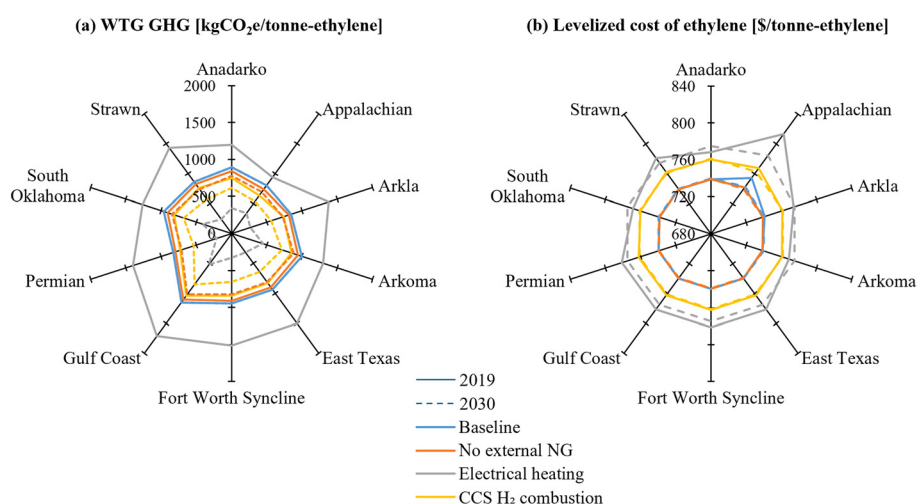 (a) WTG GHG [kgCO₂e/tonne-ethylene]
Anadarko
2000
1500
1000
500
0
Appalachian
Arkla
Arkoma
East Texas
Fort Worth Syncline
Gulf Coast
Permian
South
Oklahoma
Strawn
(b) Levelized cost of ethylene [$/tonne-ethylene]
Anadarko
840
800
760
720
680
Appalachian
Arkla
Arkoma
East Texas
Fort Worth Syncline
Gulf Coast
Permian
South
Oklahoma
Strawn
2019
2030
Baseline
No external NG
Electrical heating
CCS H₂ combustion